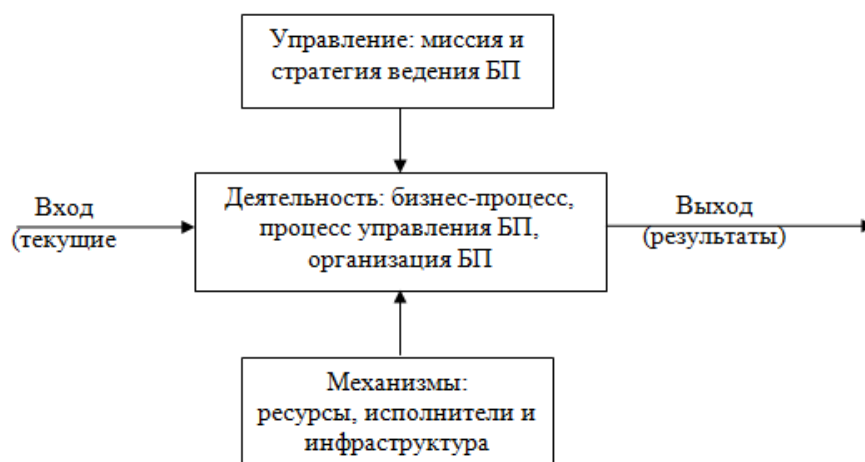 Управление: миссия и
стратегия ведения БП
Вход
(текущие
Деятельность: бизнес-процесс,
процесс управления БП,
организация БП
Выход
(результаты)
Механизмы:
ресурсы, исполнители и
инфраструктура